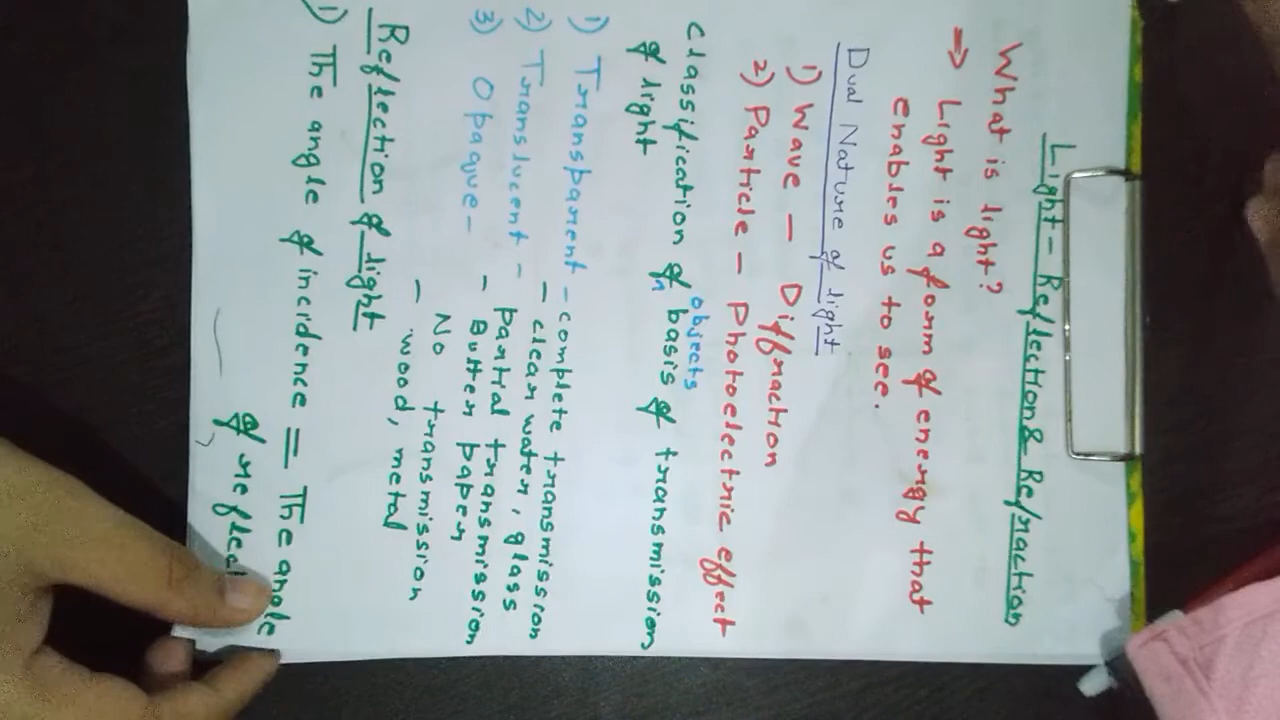 Light - Reflection & Refraction
What is light?
⇒ Light is a form of energy that
enables us to see.
Dual Nature of light
1) Wave - Diffraction
2) Particle - Photoelectric effect
Classification of objects on basis of transmission
of light
1) Transparent - complete transmission
- clear water, glass
2) Translucent - partial transmission
- Butter paper
3) Opaque - No transmission
- wood, metal
Reflection of light
1) The angle of incidence = The angle
of reflec